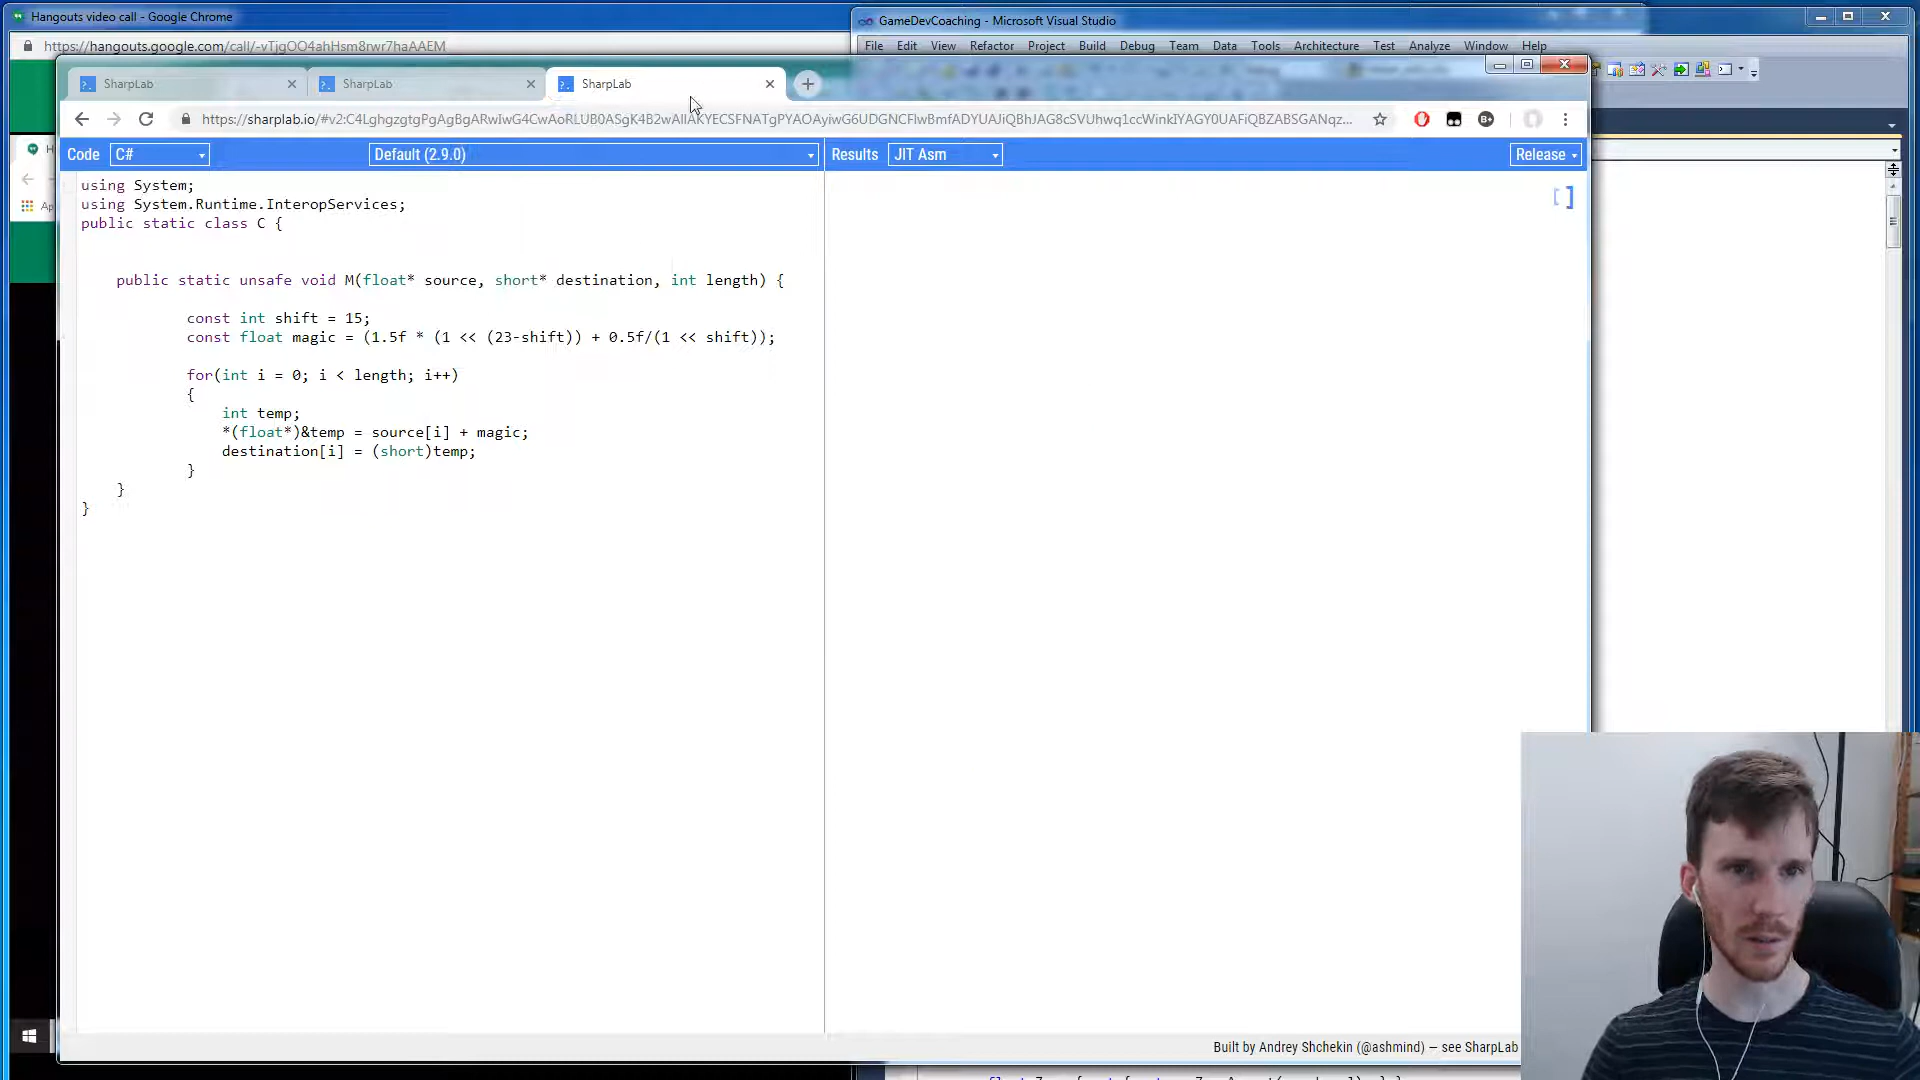 Hangouts video call - Google Chrome
https://hangouts.google.com/call/-vTjgOO4ahHsm8rwr7haAAEM
GameDevCoaching - Microsoft Visual Studio
File Edit View Refactor Project Build Debug Team Data Tools Architecture Test Analyze Window Help
SharpLab
SharpLab
SharpLab
https://sharplab.io/#v2:C4LghgzgtgPgAgBgARwIwG4CwAoRLUB0ASgK4B2wAllAKYECSFNATgPYAOAyiwG6UDGNCFlwBmfADYUAJiQBhJAG8cSVUhwq1ccWinkIYAGY0UAFiQBZABSGANqz...
Code C# Default (2.9.0) Results JIT Asm Release
using System;
using System.Runtime.InteropServices;
public static class C {
public static unsafe void M(float* source, short* destination, int length) {
const int shift = 15;
const float magic = (1.5f * (1 << (23-shift)) + 0.5f/(1 << shift));
for(int i = 0; i < length; i++)
{
int temp;
*(float*)&temp = source[i] + magic;
destination[i] = (short)temp;
}
}
}
Built by Andrey Shchekin (@ashmind) — see SharpLab